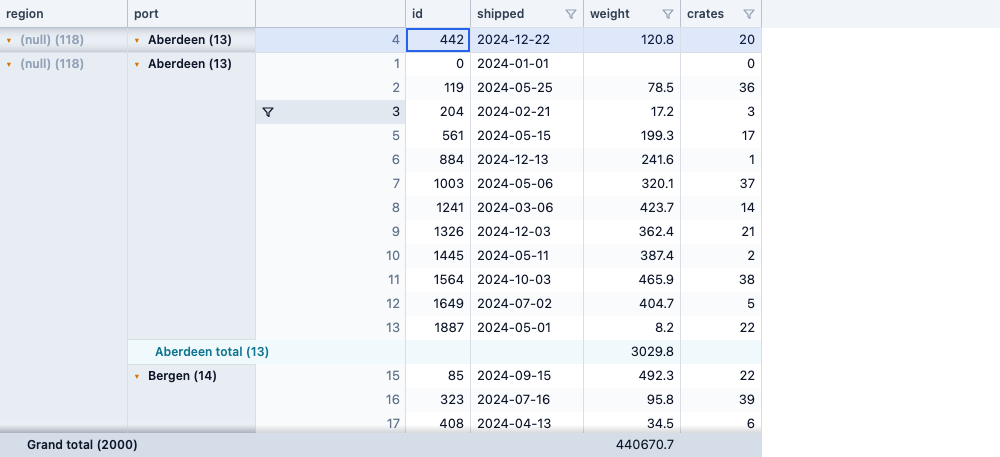 region port id shipped weight crates
(null) (118) Aberdeen (13) 4 442 2024-12-22 120.8 20
(null) (118) Aberdeen (13) 1 0 2024-01-01 0
2 119 2024-05-25 78.5 36
3 204 2024-02-21 17.2 3
5 561 2024-05-15 199.3 17
6 884 2024-12-13 241.6 1
7 1003 2024-05-06 320.1 37
8 1241 2024-03-06 423.7 14
9 1326 2024-12-03 362.4 21
10 1445 2024-05-11 387.4 2
11 1564 2024-10-03 465.9 38
12 1649 2024-07-02 404.7 5
13 1887 2024-05-01 8.2 22
Aberdeen total (13) 3029.8
Bergen (14) 15 85 2024-09-15 492.3 22
16 323 2024-07-16 95.8 39
17 408 2024-04-13 34.5 6
Grand total (2000) 440670.7